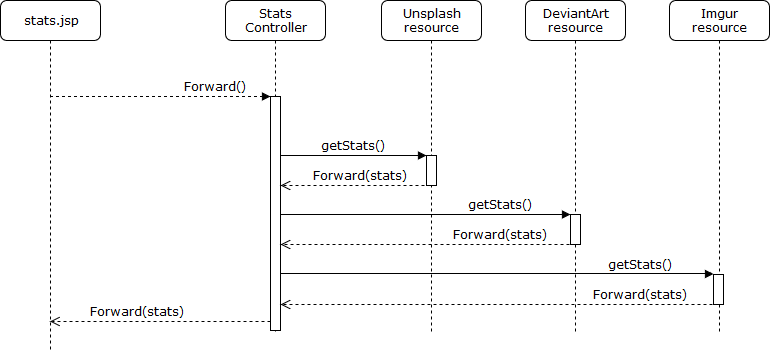 stats.jsp
Stats
Controller
Unsplash
resource
DeviantArt
resource
Imgur
resource
Forward()
getStats()
Forward(stats)
getStats()
Forward(stats)
getStats()
Forward(stats)
Forward(stats)